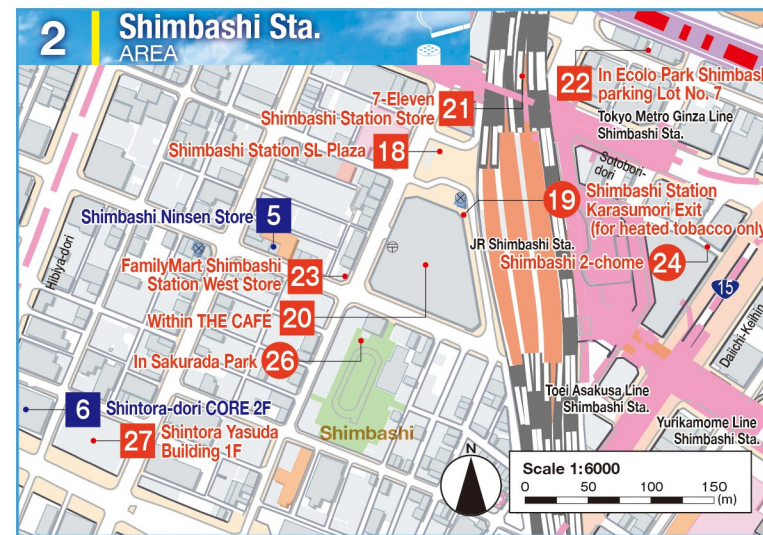 2
Shimbashi Sta.
AREA
22
In Ecolo Park Shimbash
parking Lot No. 7
7-Eleven
Shimbashi Station Store
21
Tokyo Metro Ginza Line
Shimbashi Sta.
Shimbashi Station SL Plaza
18
Sotobori-
dori
19
Shimbashi Station
Karasumori Exit
(for heated tobacco only
Shimbashi Ninsen Store
5
JR Shimbashi Sta.
Shimbashi 2-chome
24
Hibiya-dori
FamilyMart Shimbashi
Station West Store
23
15
Within THE CAFÉ
20
Daiichi-Keihin
In Sakurada Park
26
Toei Asakusa Line
Shimbashi Sta.
6
Shintora-dori CORE 2F
Yurikamome Line
Shimbashi Sta.
27
Shintora Yasuda
Building 1F
Shimbashi
N
Scale 1:6000
0 50 100 150
(m)